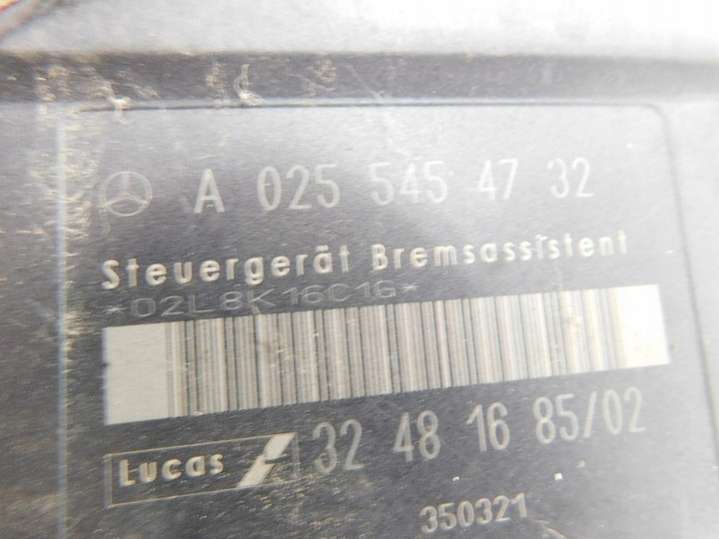 A 025 545 47 32
Steuergerät Bremsassistent
*02L8K16C16*
Lucas 32 48 16 85/02
350321